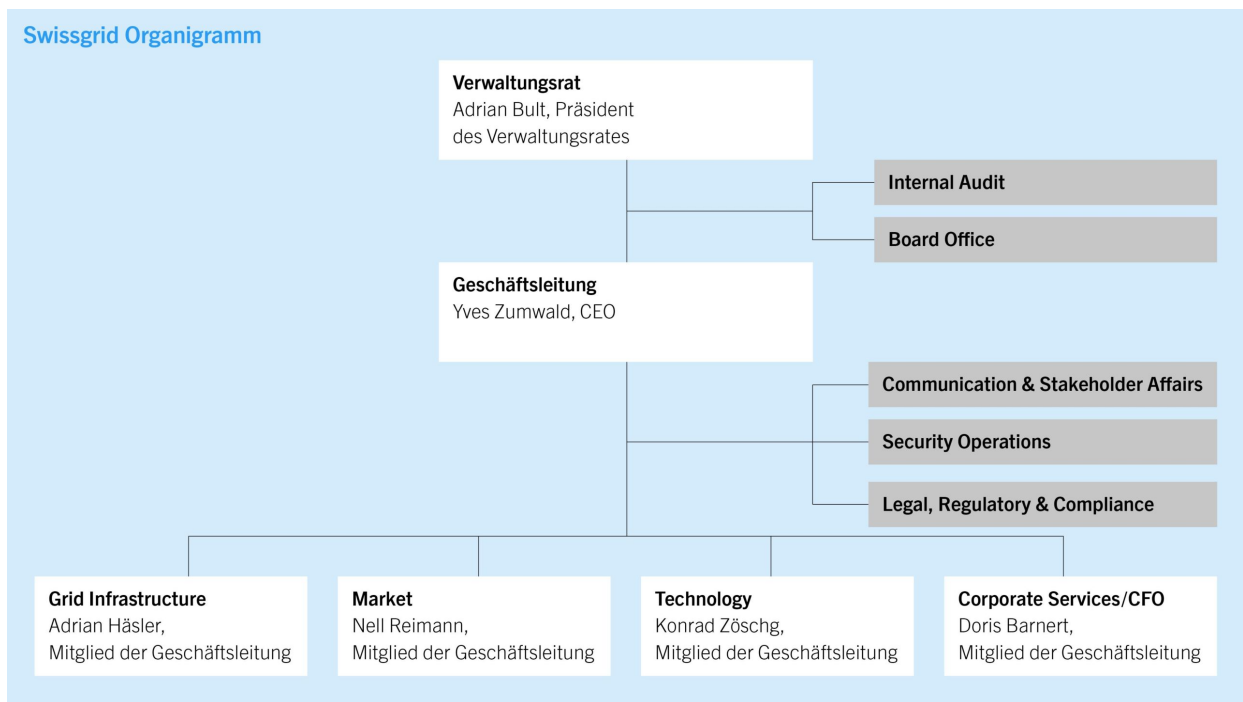 Swissgrid Organigramm
Verwaltungsrat
Adrian Bult, Präsident
des Verwaltungsrates
Internal Audit
Board Office
Geschäftsleitung
Yves Zumwald, CEO
Communication & Stakeholder Affairs
Security Operations
Legal, Regulatory & Compliance
Grid Infrastructure
Adrian Häsler,
Mitglied der Geschäftsleitung
Market
Nell Reimann,
Mitglied der Geschäftsleitung
Technology
Konrad Zöschg,
Mitglied der Geschäftsleitung
Corporate Services/CFO
Doris Barnert,
Mitglied der Geschäftsleitung